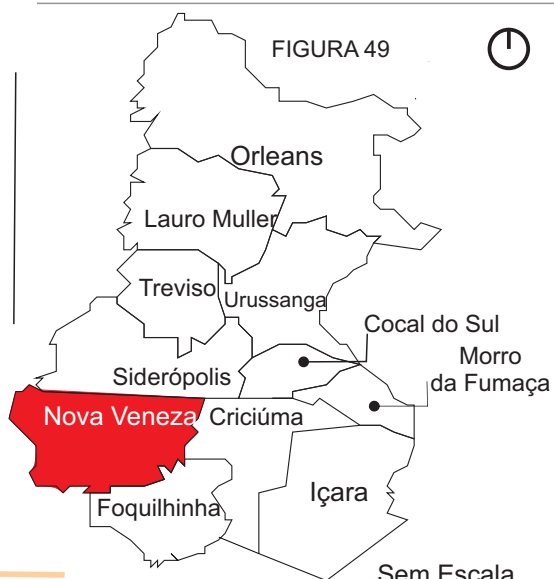 FIGURA 49
Orleans
Lauro Muller
Treviso
Urussanga
Cocal do Sul
Morro
da Fumaça
Siderópolis
Nova Veneza
Criciúma
Içara
Foquilhinha
Sem Escala